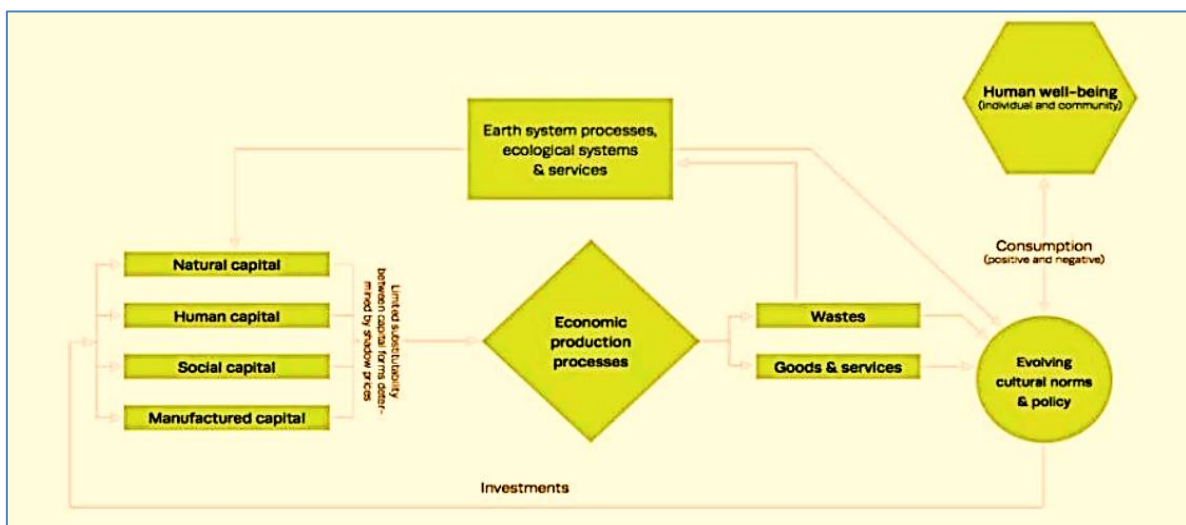 Human well-being
(individual and community)
Earth system processes,
ecological systems
& services
Consumption
(positive and negative)
Natural capital
Human capital
Social capital
Manufactured capital
Limited substitutability
between capital forms deter-
mined by shadow prices
Economic
production
processes
Wastes
Goods & services
Evolving
cultural norms
& policy
Investments